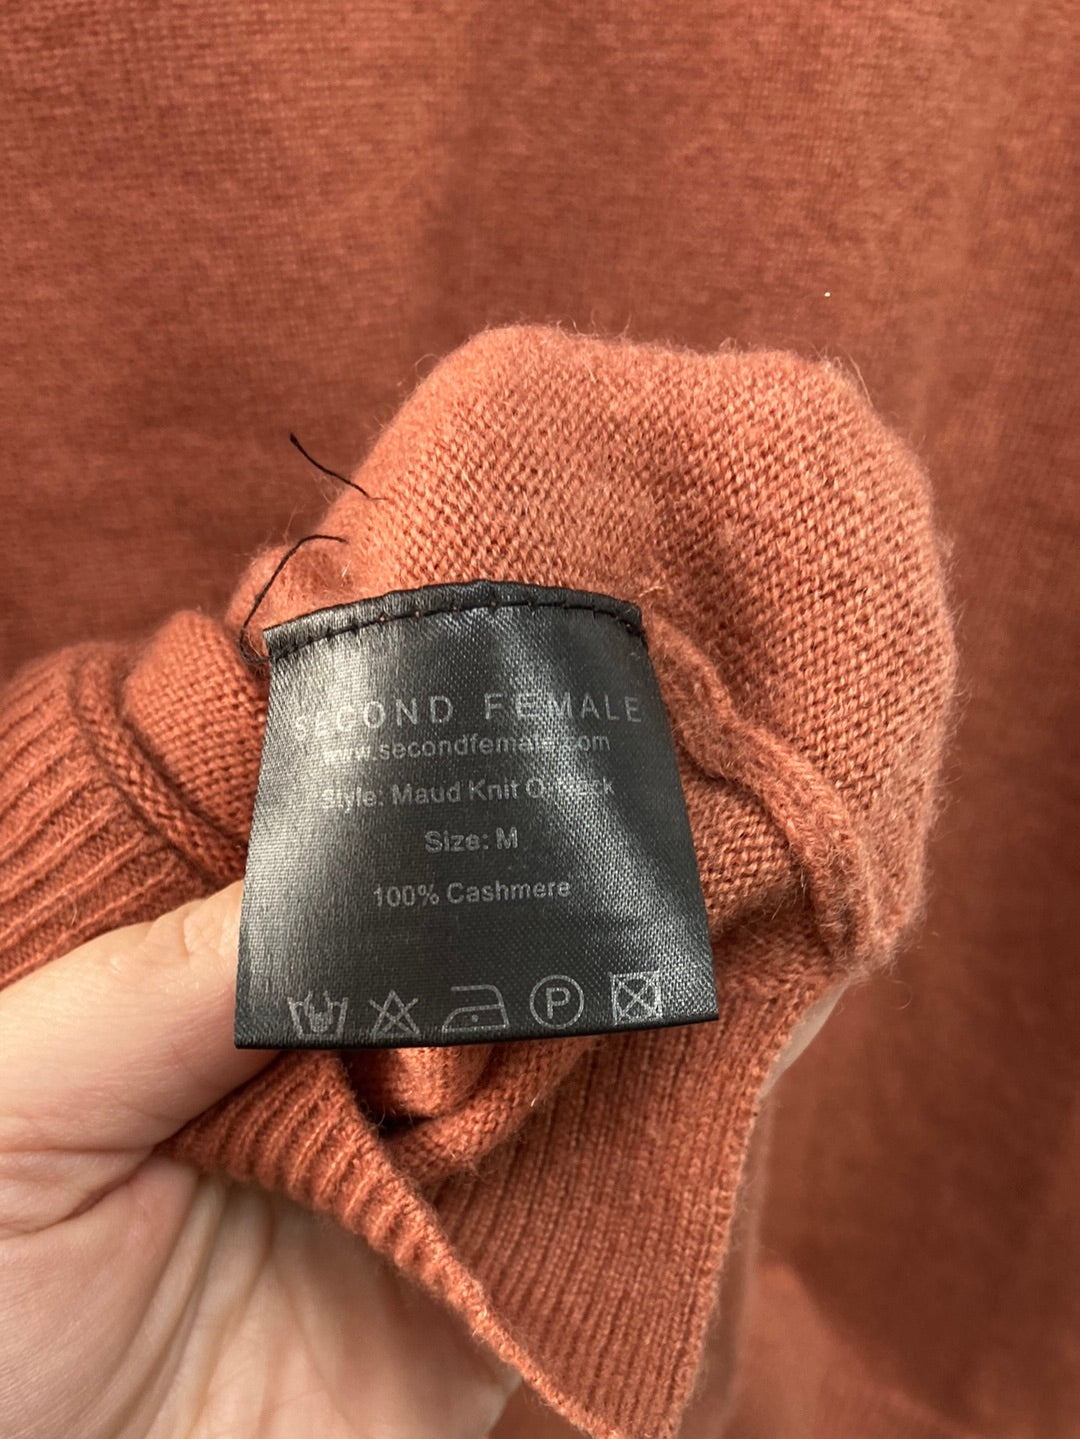 SECOND FEMALE
www.secondfemale.com
Style: Maud Knit O-Neck
Size: M
100% Cashmere
P